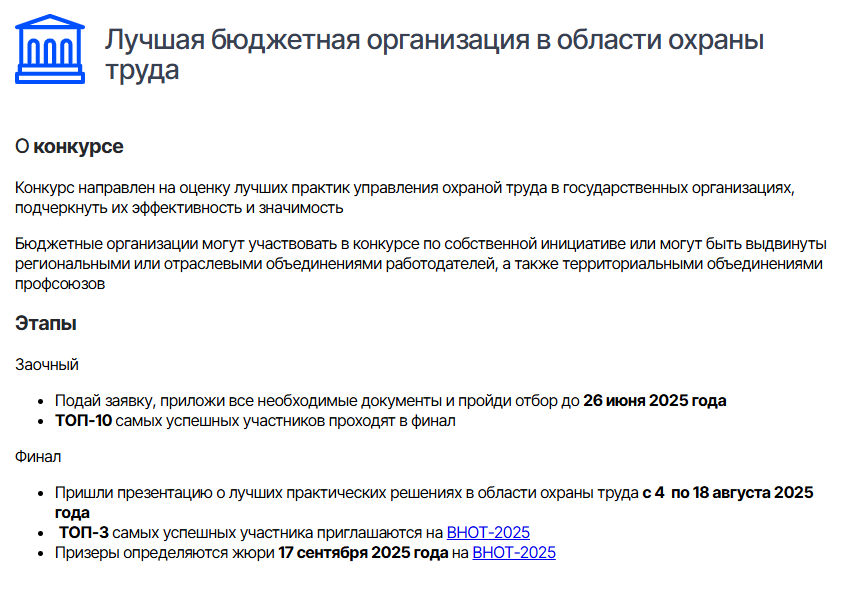 Лучшая бюджетная организация в области охраны
труда
О конкурсе
Конкурс направлен на оценку лучших практик управления охраной труда в государственных организациях,
подчеркнуть их эффективность и значимость
Бюджетные организации могут участвовать в конкурсе по собственной инициативе или могут быть выдвинуты
региональными или отраслевыми объединениями работодателей, а также территориальными объединениями
профсоюзов
Этапы
Заочный
• Подай заявку, приложи все необходимые документы и пройди отбор до 26 июня 2025 года
• ТОП-10 самых успешных участников проходят в финал
Финал
• Пришли презентацию о лучших практических решениях в области охраны труда с 4 по 18 августа 2025
года
• ТОП-3 самых успешных участника приглашаются на ВНОТ-2025
• Призеры определяются жюри 17 сентября 2025 года на ВНОТ-2025